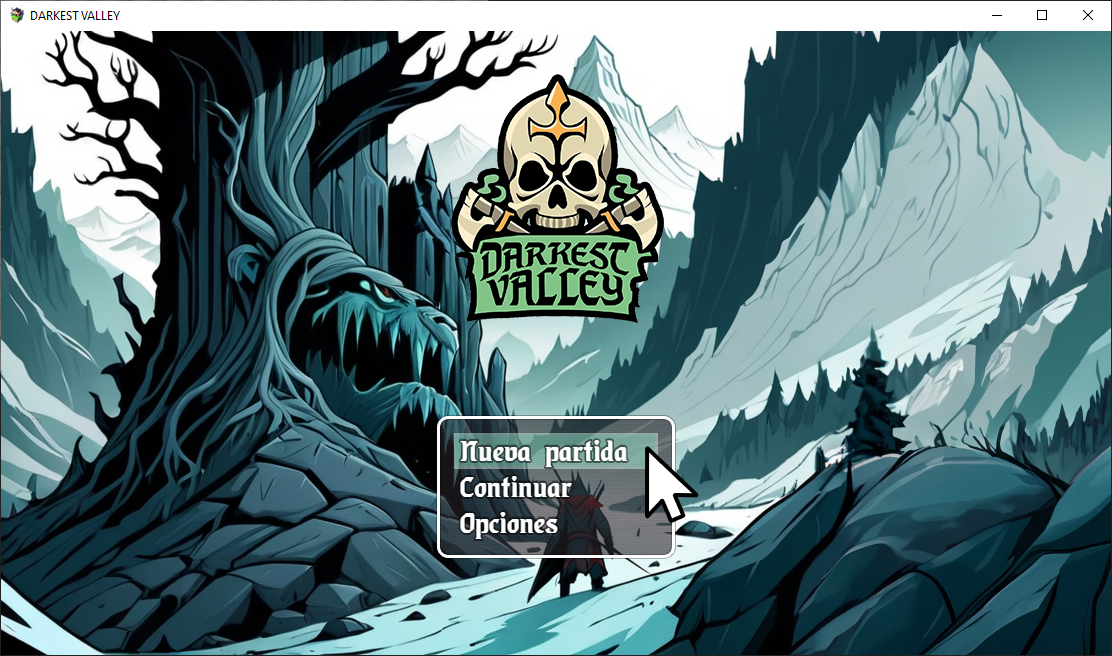 DARKEST VALLEY
DARKEST
VALLEY
Nueva partida
Continuar
Opciones